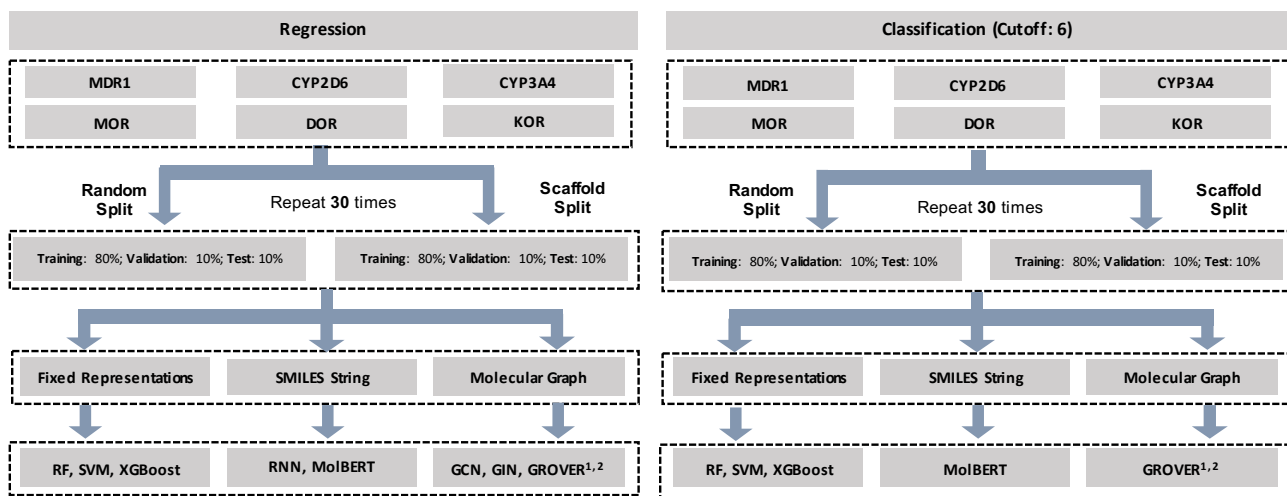 Regression
MDR1
CYP2D6
CYP3A4
MOR
DOR
KOR
Random
Split
Repeat 30 times
Scaffold
Split
Training: 80%; Validation: 10%; Test: 10%
Training: 80%; Validation: 10%; Test: 10%
Fixed Representations
SMILES String
Molecular Graph
RF, SVM, XGBoost
RNN, MolBERT
GCN, GIN, GROVER¹,²
Classification (Cutoff: 6)
MDR1
CYP2D6
CYP3A4
MOR
DOR
KOR
Random
Split
Repeat 30 times
Scaffold
Split
Training: 80%; Validation: 10%; Test: 10%
Training: 80%; Validation: 10%; Test: 10%
Fixed Representations
SMILES String
Molecular Graph
RF, SVM, XGBoost
MolBERT
GROVER¹,²